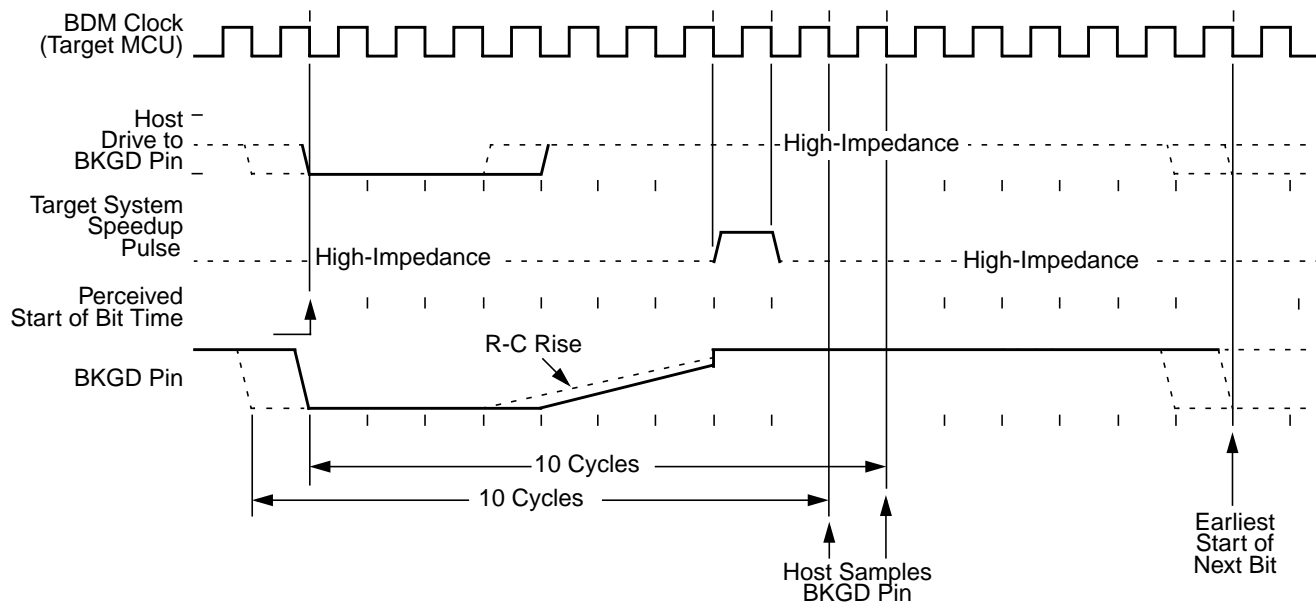 BDM Clock
(Target MCU)
Host
Drive to
BKGD Pin
High-Impedance
Target System
Speedup
Pulse
High-Impedance
High-Impedance
Perceived
Start of Bit Time
R-C Rise
BKGD Pin
10 Cycles
10 Cycles
Host Samples
BKGD Pin
Earliest
Start of
Next Bit